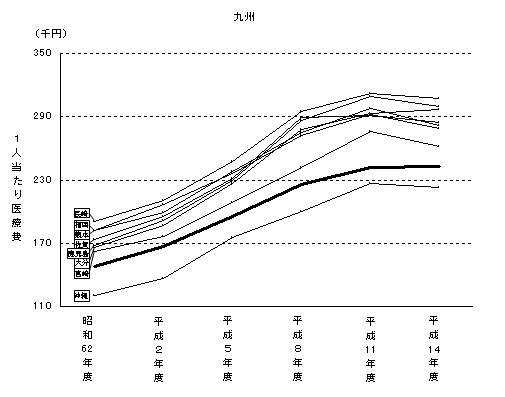 九州
(千円)
350
290
230
170
110
1人当たり医療費
長崎
福岡
熊本
佐賀
鹿児島
大分
宮崎
沖縄
昭和62年度
平成2年度
平成5年度
平成8年度
平成11年度
平成14年度